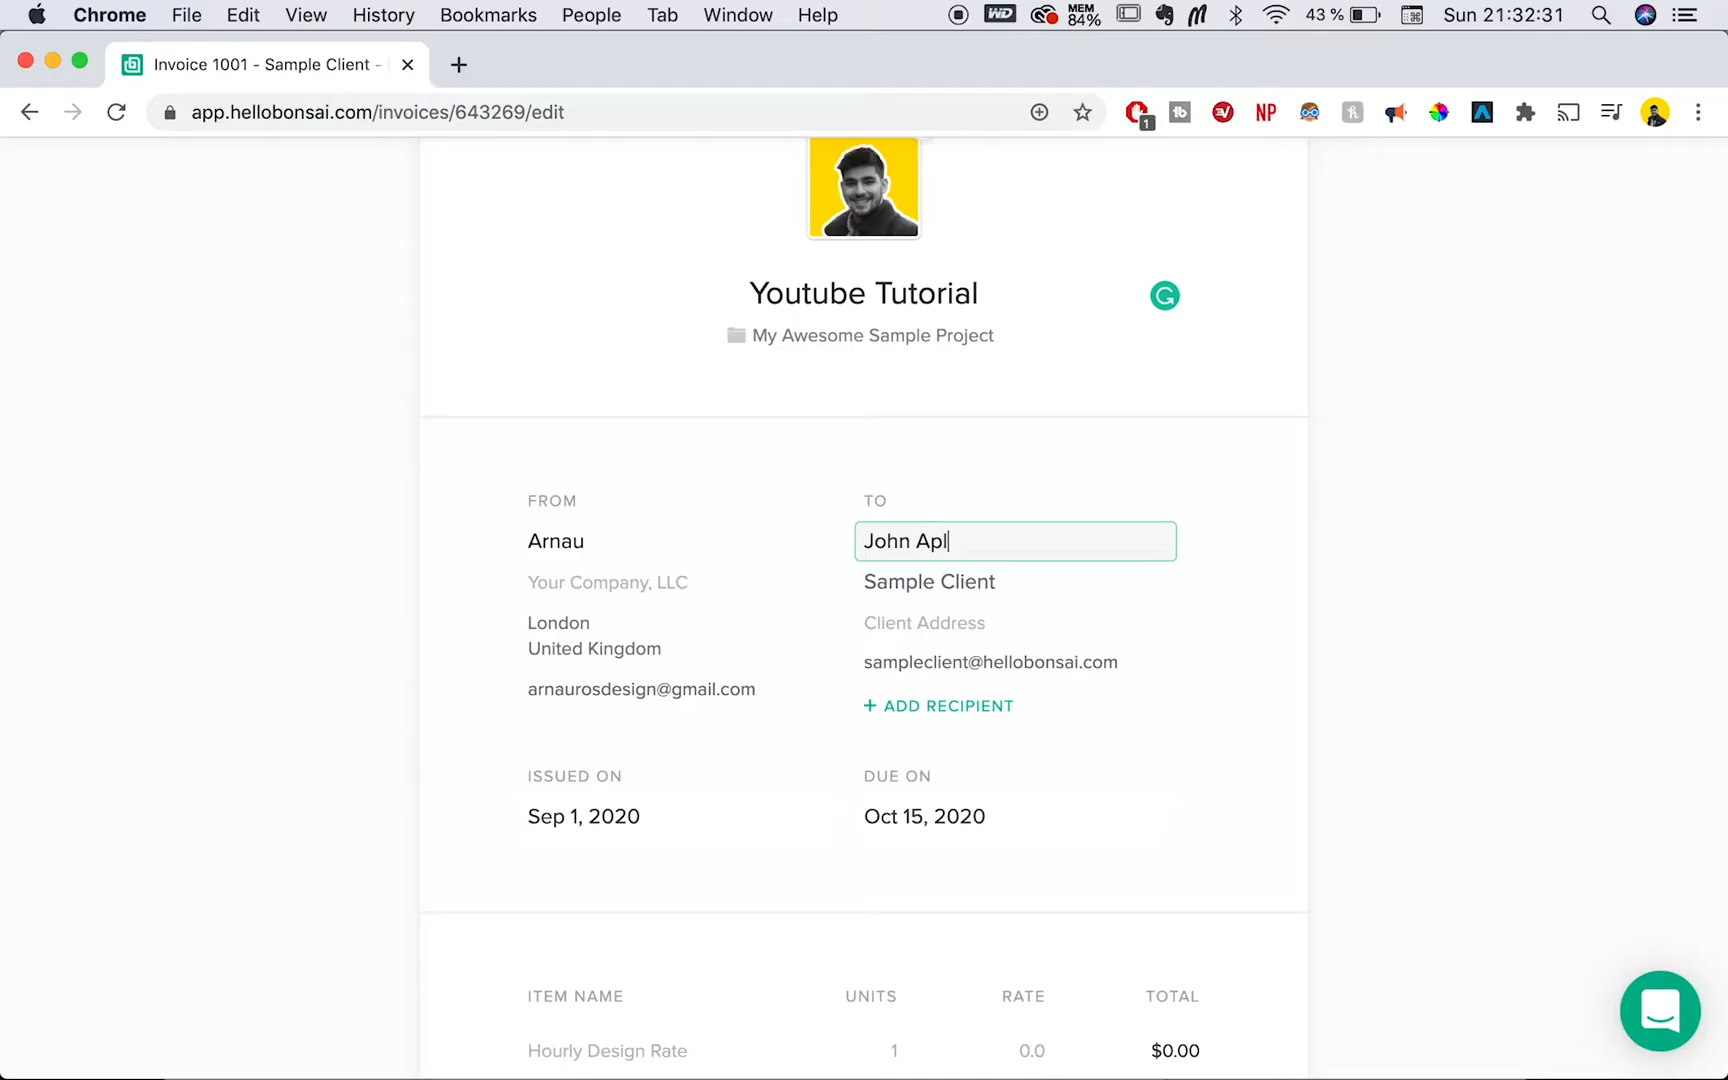 Chrome File Edit View History Bookmarks People Tab Window Help WD MEM 84% 43 % Sun 21:32:31
Invoice 1001 - Sample Client -
app.hellobonsai.com/invoices/643269/edit 1 tb NP
Youtube Tutorial
My Awesome Sample Project
FROM TO
Arnau John Apl
Your Company, LLC Sample Client
London Client Address
United Kingdom
sampleclient@hellobonsai.com
arnaurosdesign@gmail.com
+ ADD RECIPIENT
ISSUED ON DUE ON
Sep 1, 2020 Oct 15, 2020
ITEM NAME UNITS RATE TOTAL
Hourly Design Rate 1 0.0 $0.00